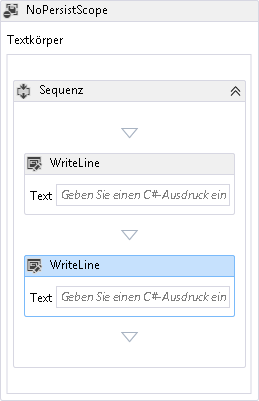 NoPersistScope
Textkörper
Sequenz
WriteLine
Text Geben Sie einen C#-Ausdruck ein
WriteLine
Text Geben Sie einen C#-Ausdruck ein